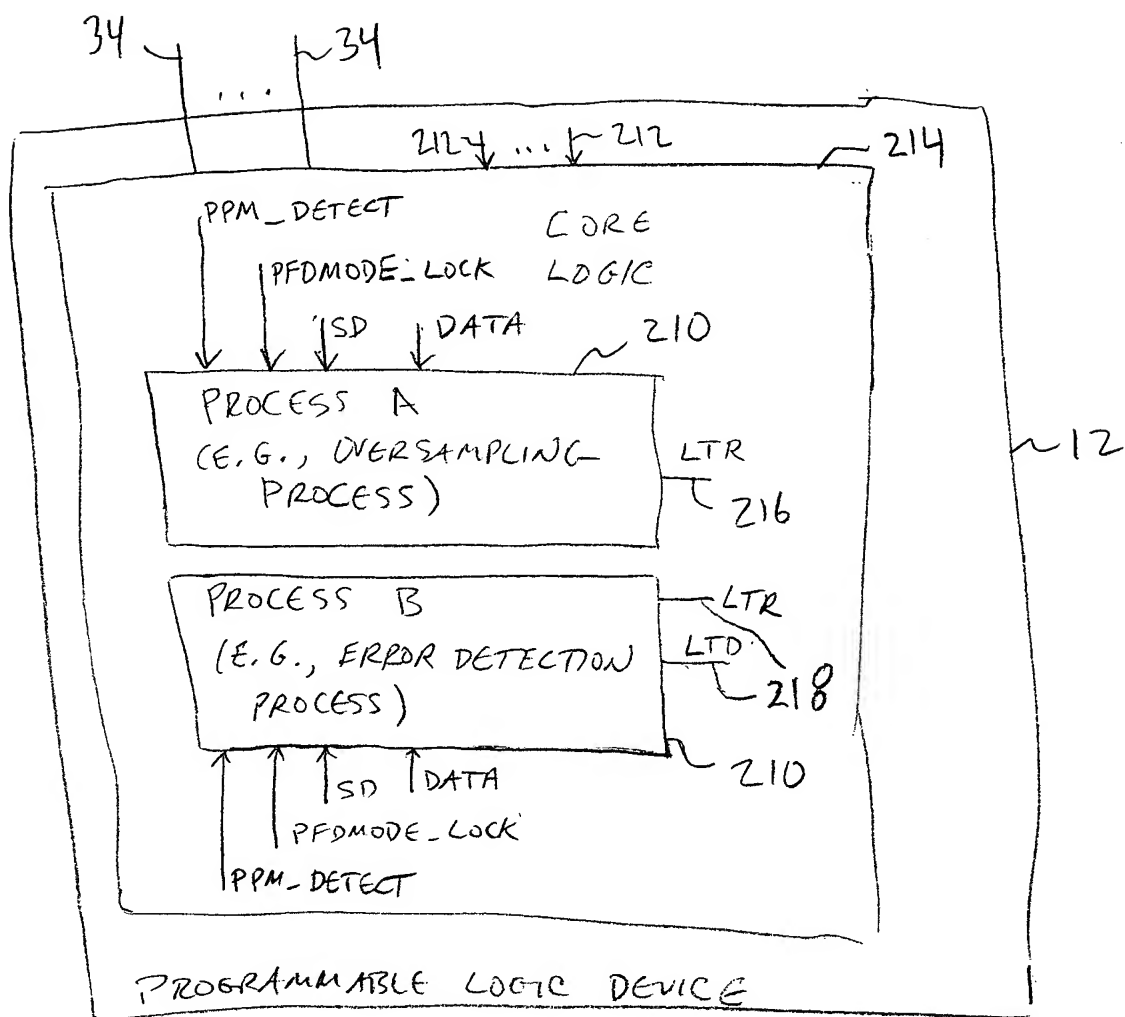 34 ... 34
212 ... 212 214
PPM_DETECT
CORE
PFDMODE_LOCK LOGIC
SD DATA 210
PROCESS A
(E.G., OVERSAMPLING LTR
PROCESS) 216
12
PROCESS B LTR
(E.G., ERROR DETECTION LTD
PROCESS) 218
210
SD DATA
PFDMODE_LOCK
PPM_DETECT
PROGRAMMABLE LOGIC DEVICE